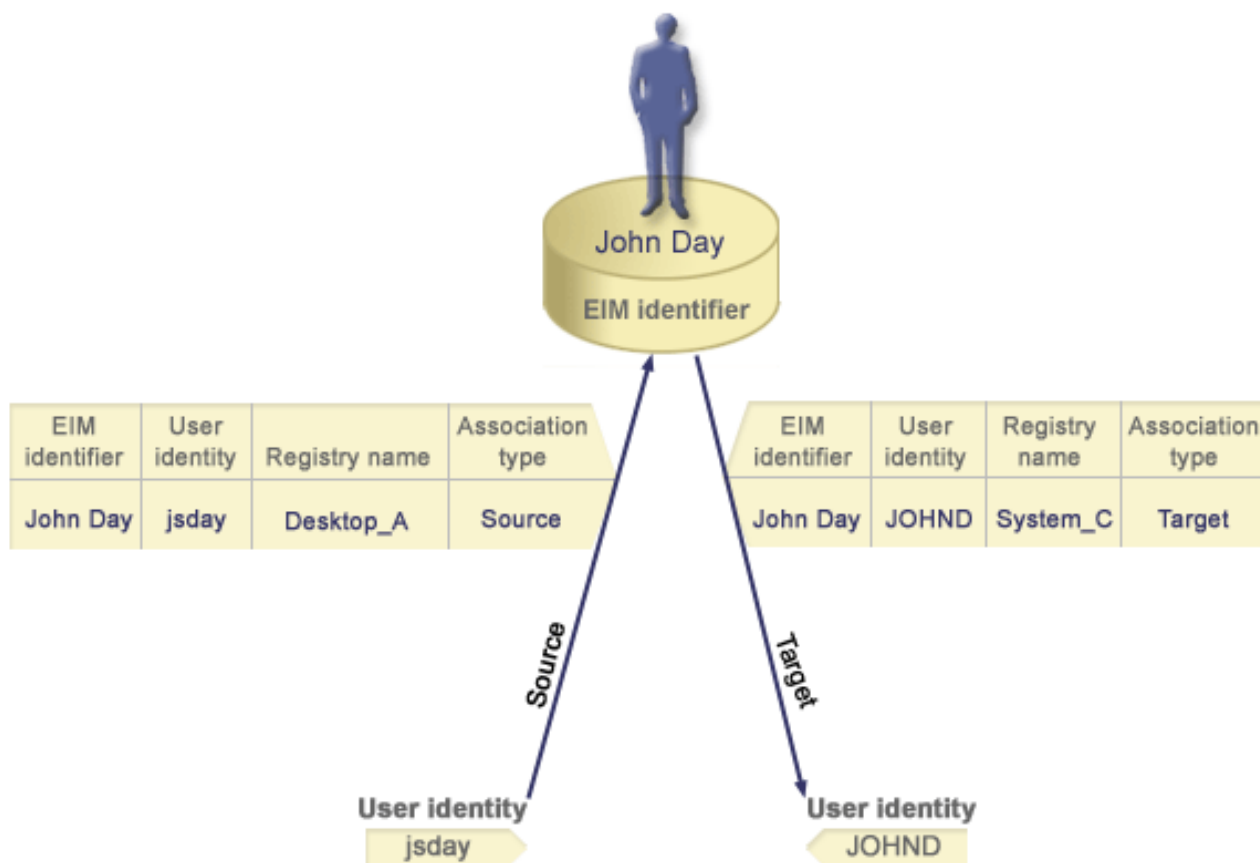 John Day
EIM identifier
EIM identifier User identity Registry name Association type
John Day jsday Desktop_A Source
EIM identifier User identity Registry name Association type
John Day JOHND System_C Target
Source
Target
User identity
jsday
User identity
JOHND